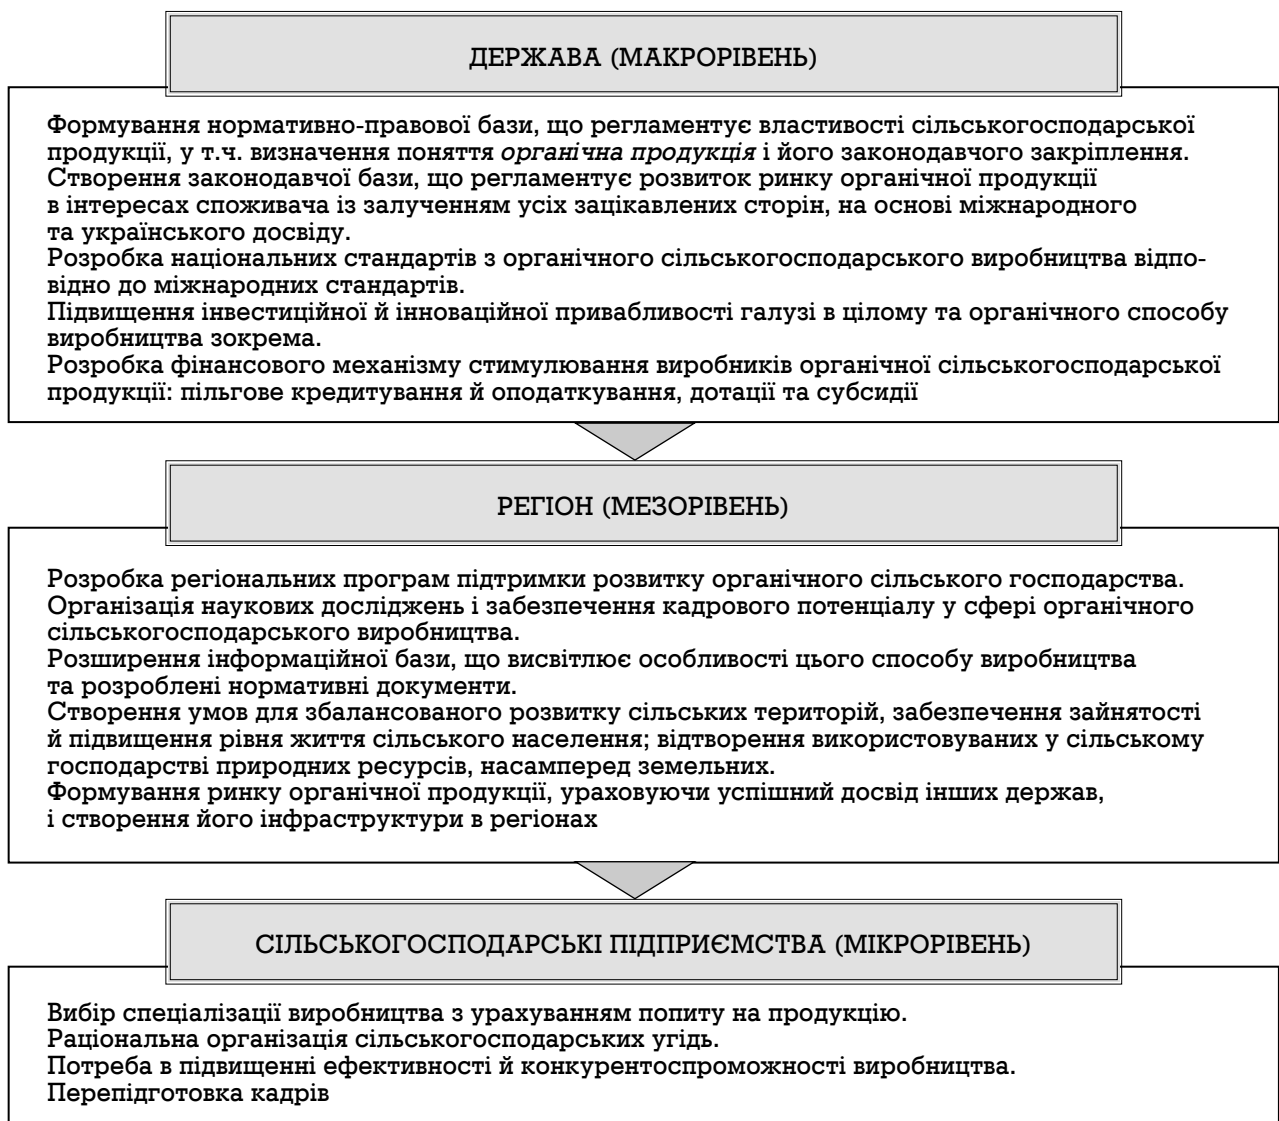 ДЕРЖАВА (МАКРОРІВЕНЬ)
Формування нормативно-правової бази, що регламентує властивості сільськогосподарської
продукції, у т.ч. визначення поняття органічна продукція і його законодавчого закріплення.
Створення законодавчої бази, що регламентує розвиток ринку органічної продукції
в інтересах споживача із залученням усіх зацікавлених сторін, на основі міжнародного
та українського досвіду.
Розробка національних стандартів з органічного сільськогосподарського виробництва відпо-
відно до міжнародних стандартів.
Підвищення інвестиційної й інноваційної привабливості галузі в цілому та органічного способу
виробництва зокрема.
Розробка фінансового механізму стимулювання виробників органічної сільськогосподарської
продукції: пільгове кредитування й оподаткування, дотації та субсидії
РЕГІОН (МЕЗОРІВЕНЬ)
Розробка регіональних програм підтримки розвитку органічного сільського господарства.
Організація наукових досліджень і забезпечення кадрового потенціалу у сфері органічного
сільськогосподарського виробництва.
Розширення інформаційної бази, що висвітлює особливості цього способу виробництва
та розроблені нормативні документи.
Створення умов для збалансованого розвитку сільських територій, забезпечення зайнятості
й підвищення рівня життя сільського населення; відтворення використовуваних у сільському
господарстві природних ресурсів, насамперед земельних.
Формування ринку органічної продукції, ураховуючи успішний досвід інших держав,
і створення його інфраструктури в регіонах
СІЛЬСЬКОГОСПОДАРСЬКІ ПІДПРИЄМСТВА (МІКРОРІВЕНЬ)
Вибір спеціалізації виробництва з урахуванням попиту на продукцію.
Раціональна організація сільськогосподарських угідь.
Потреба в підвищенні ефективності й конкурентоспроможності виробництва.
Перепідготовка кадрів